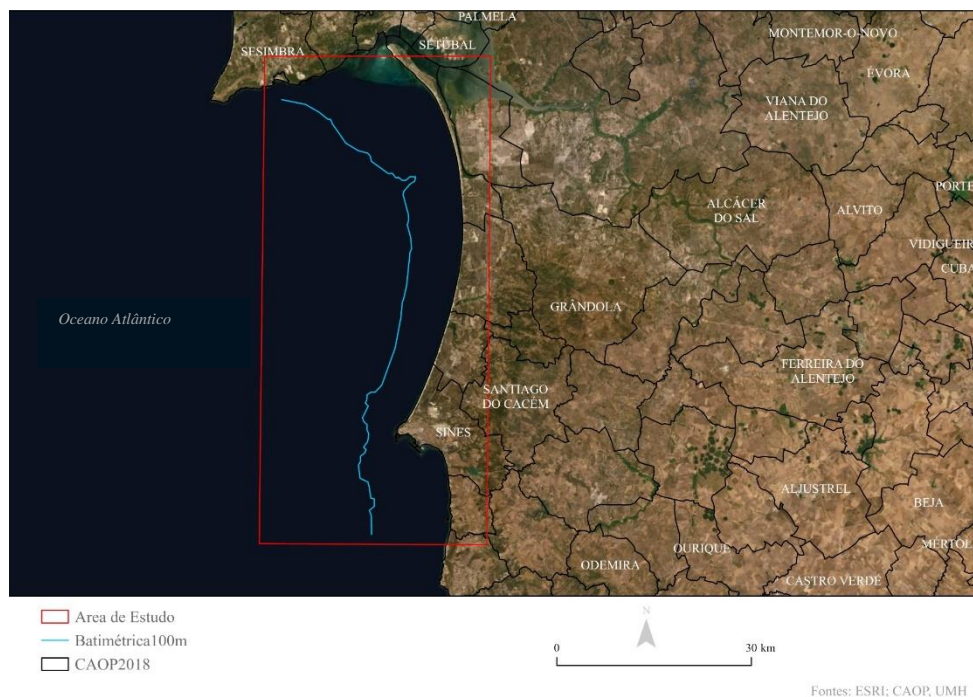 PALMELA
SESIMBRA
SETÚBAL
MONTEMOR-O-NOVO
ÉVORA
VIANA DO
ALENTEJO
PORTE
ALCÁCER
DO SAL
ALVITO
VIDIGUEIR
CUBA
GRÂNDOLA
Oceano Atlântico
FERREIRA DO
ALENTEJO
SANTIAGO
DO CACÉM
SINES
ALJUSTREL
BEJA
MÉRTOL
OURIQUE
ODEMIRA
CASTRO VERDE
Area de Estudo
Batimétrica100m
CAOP2018
N
0 30 km
Fontes: ESRI; CAOP, UMH